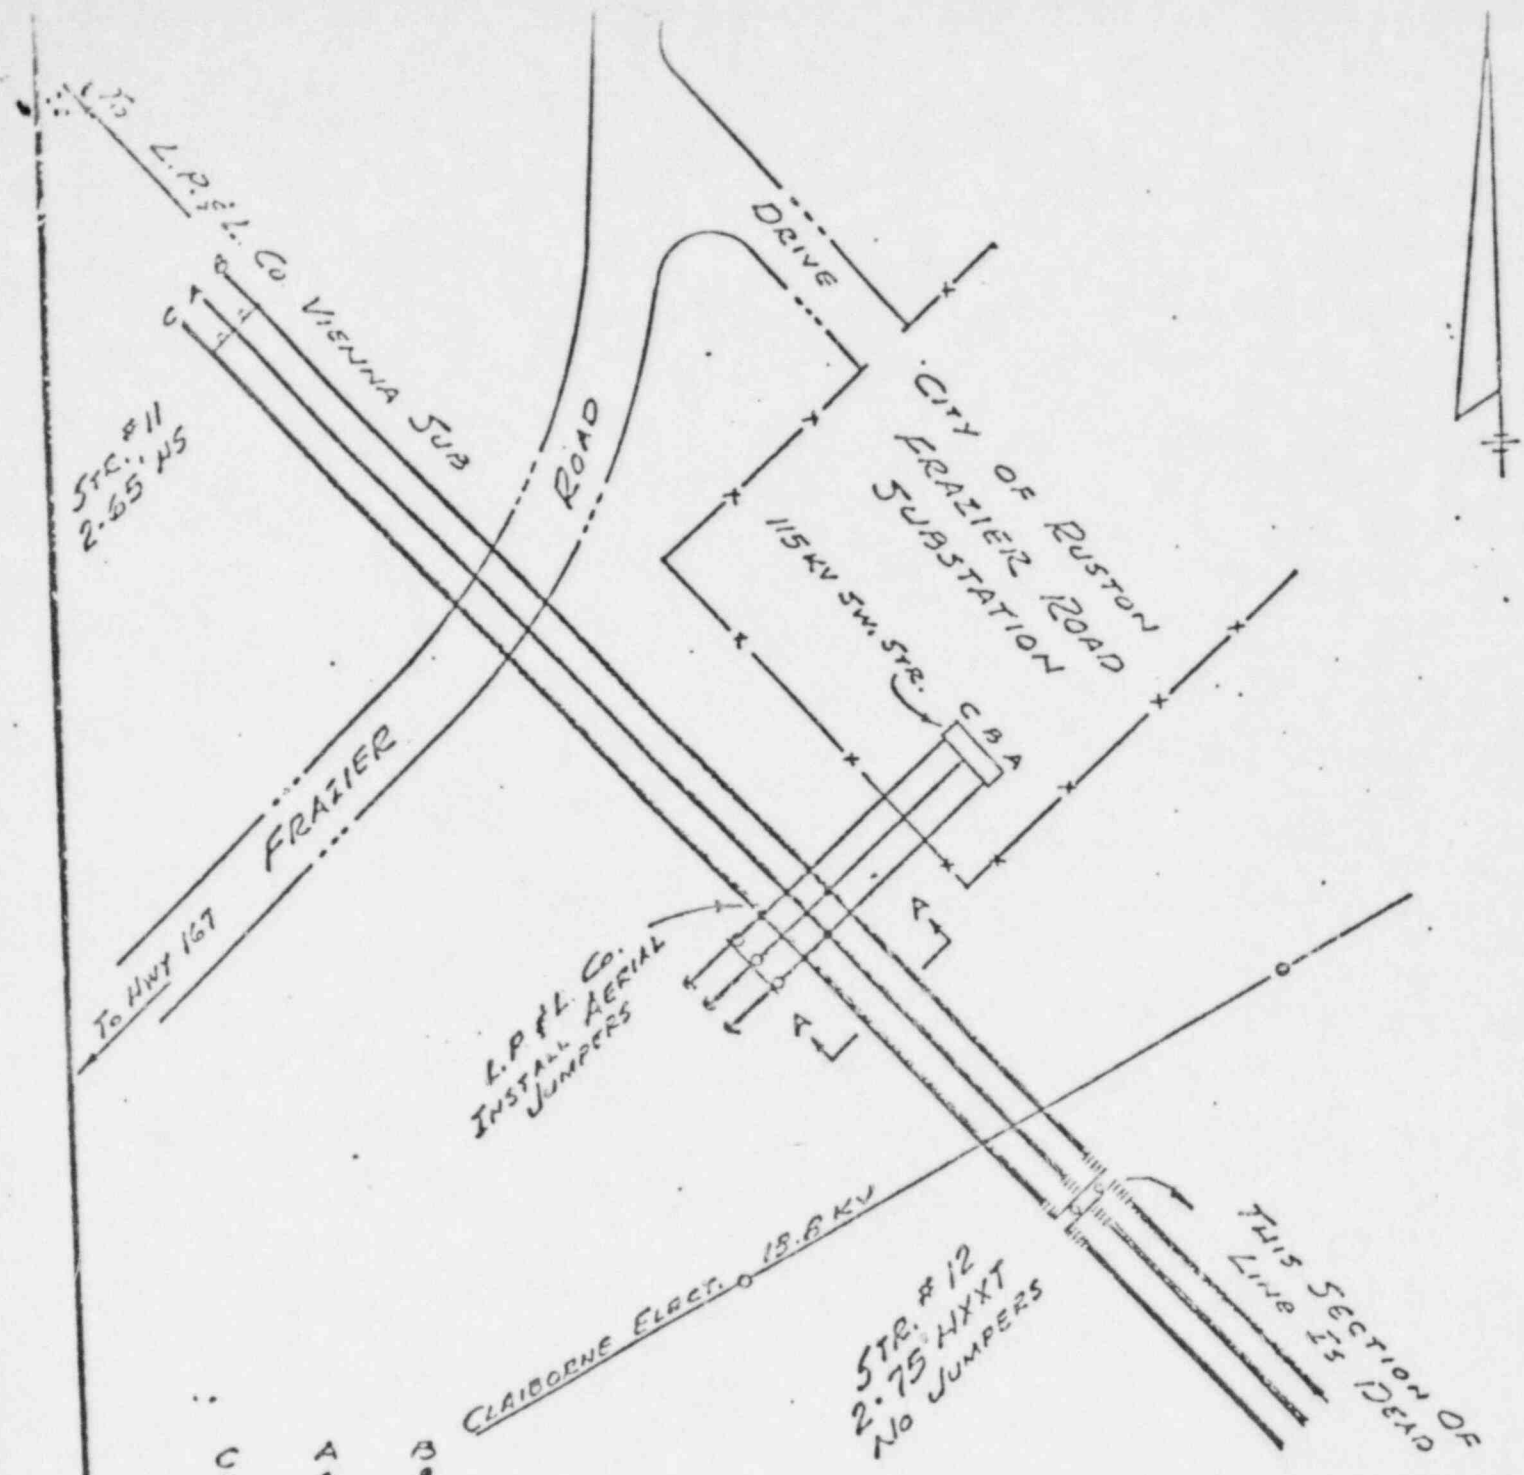 To
L.P. & L. Co. VIENNA SUB
B
A
C
STR. #11
2.65, HS
DRIVE
ROAD
CITY OF RUSTON
FRAZIER ROAD
SUBSTATION
115 KV SW. STR.
C B A
FRAZIER
To HWY 167
L.P. & L. Co.
INSTALL AERIAL
JUMPERS
A
A
CLAIBORNE ELECT. 13.8 KV
STR. #12
2.75 HXXT
NO JUMPERS
THIS SECTION OF
LINE IS DEAD
C A B